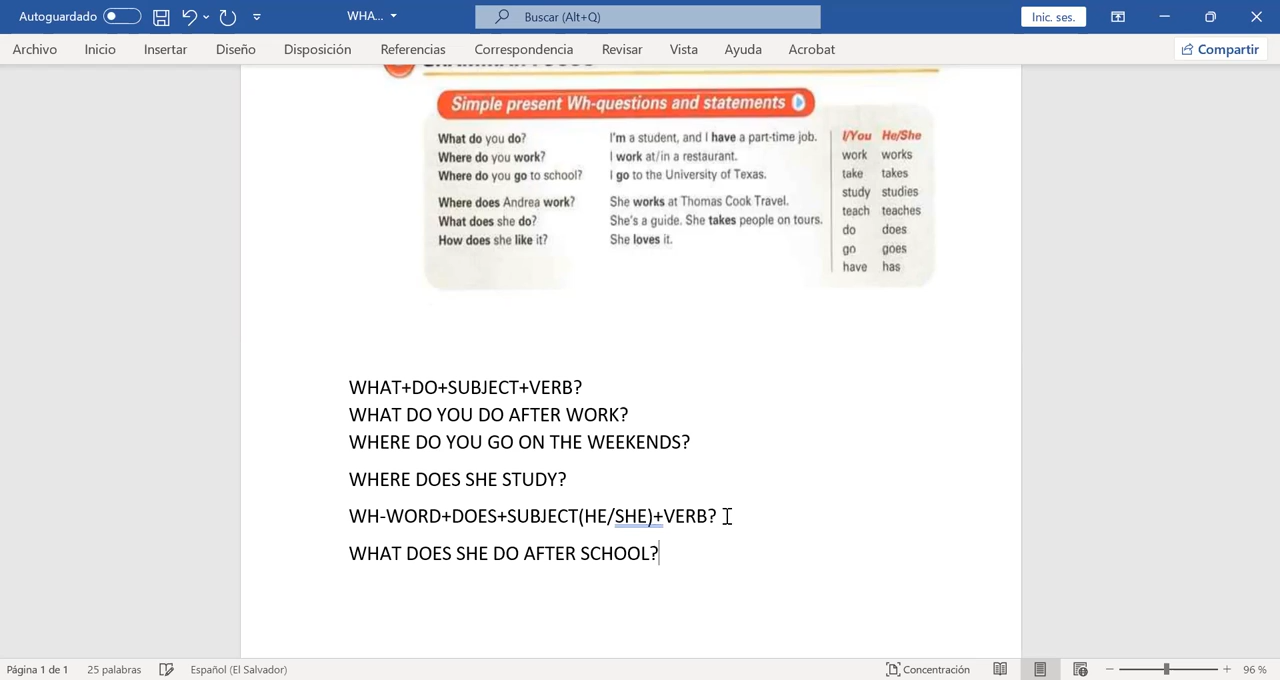 Autoguardado
WHA...
Buscar (Alt+Q)
Inic. ses.
Archivo Inicio Insertar Diseño Disposición Referencias Correspondencia Revisar Vista Ayuda Acrobat Compartir
Simple present Wh-questions and statements
What do you do? I'm a student, and I have a part-time job. I/You He/She
Where do you work? I work at/in a restaurant. work works
Where do you go to school? I go to the University of Texas. take takes
study studies
Where does Andrea work? She works at Thomas Cook Travel.
teach teaches
What does she do? She's a guide. She takes people on tours.
do does
How does she like it? She loves it.
go goes
have has
WHAT+DO+SUBJECT+VERB?
WHAT DO YOU DO AFTER WORK?
WHERE DO YOU GO ON THE WEEKENDS?
WHERE DOES SHE STUDY?
WH-WORD+DOES+SUBJECT(HE/SHE)+VERB?
WHAT DOES SHE DO AFTER SCHOOL?
Página 1 de 1 25 palabras Español (El Salvador) Concentración 96 %